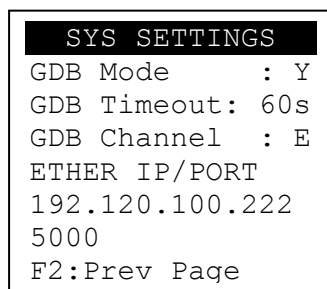 SYS SETTINGS
GDB Mode    : Y
GDB Timeout: 60s
GDB Channel : E
ETHER IP/PORT
192.120.100.222
5000
F2:Prev Page